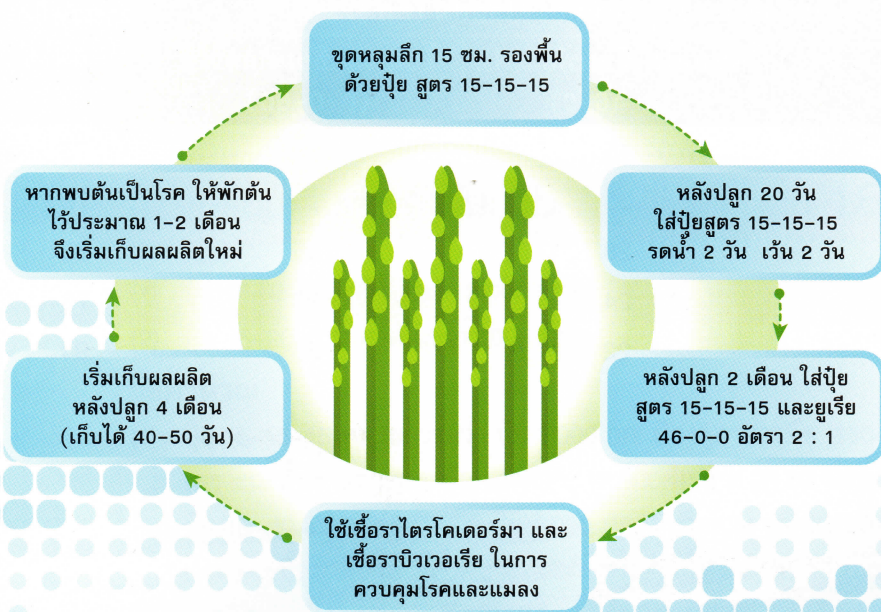 ขุดหลุมลึก 15 ซม. รองพื้น
ด้วยปุ๋ย สูตร 15-15-15
หลังปลูก 20 วัน
ใส่ปุ๋ยสูตร 15-15-15
รดน้ำ 2 วัน เว้น 2 วัน
หลังปลูก 2 เดือน ใส่ปุ๋ย
สูตร 15-15-15 และยูเรีย
46-0-0 อัตรา 2 : 1
ใช้เชื้อราไตรโคเดอร์มา และ
เชื้อราบิวเวอเรีย ในการ
ควบคุมโรคและแมลง
เริ่มเก็บผลผลิต
หลังปลูก 4 เดือน
(เก็บได้ 40-50 วัน)
หากพบต้นเป็นโรค ให้พักต้น
ไว้ประมาณ 1-2 เดือน
จึงเริ่มเก็บผลผลิตใหม่